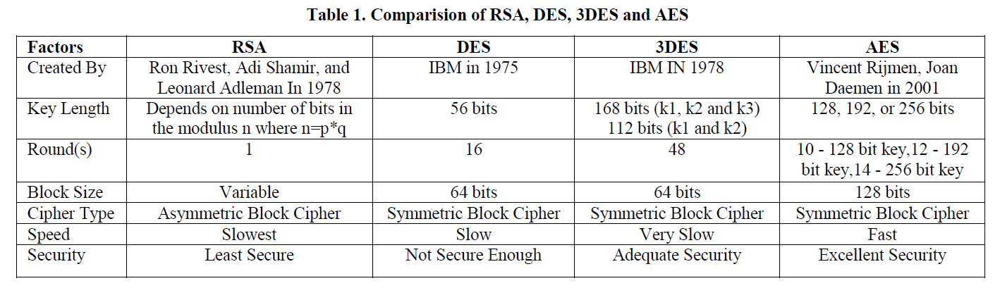 Table 1. Comparision of RSA, DES, 3DES and AES
Factors RSA DES 3DES AES
Created By Ron Rivest, Adi Shamir, and IBM in 1975 IBM IN 1978 Vincent Rijmen, Joan
Leonard Adleman In 1978 Daemen in 2001
Key Length Depends on number of bits in 56 bits 168 bits (k1, k2 and k3) 128, 192, or 256 bits
the modulus n where n=p*q 112 bits (k1 and k2)
Round(s) 1 16 48 10 - 128 bit key,12 - 192
bit key,14 - 256 bit key
Block Size Variable 64 bits 64 bits 128 bits
Cipher Type Asymmetric Block Cipher Symmetric Block Cipher Symmetric Block Cipher Symmetric Block Cipher
Speed Slowest Slow Very Slow Fast
Security Least Secure Not Secure Enough Adequate Security Excellent Security